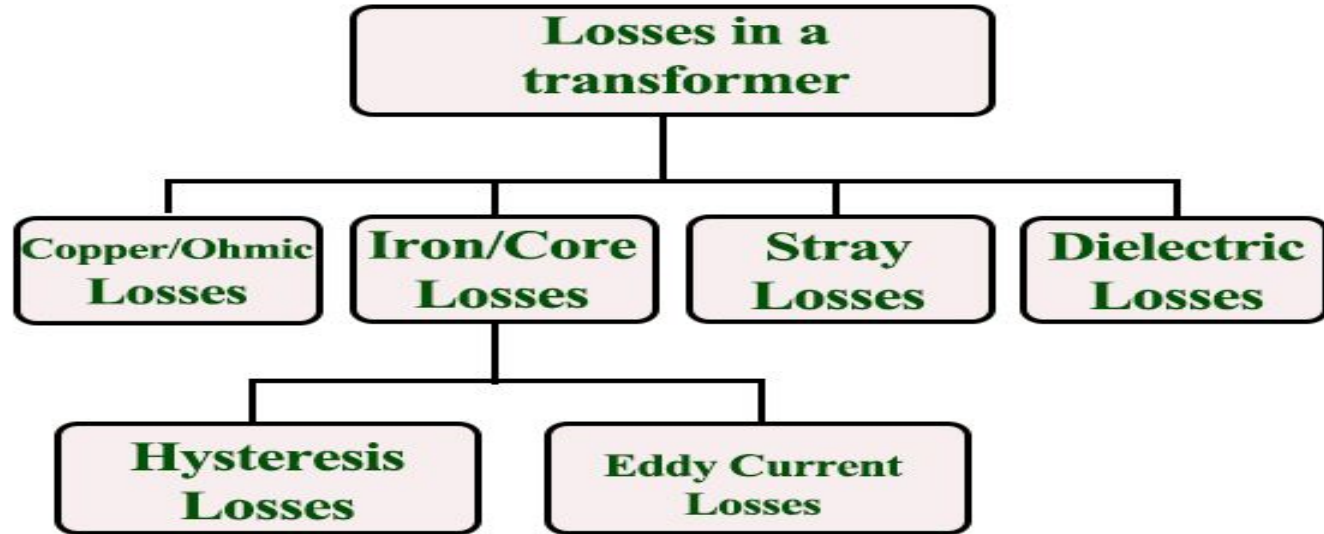 Losses in a
transformer
Copper/Ohmic
Losses
Iron/Core
Losses
Stray
Losses
Dielectric
Losses
Hysteresis
Losses
Eddy Current
Losses